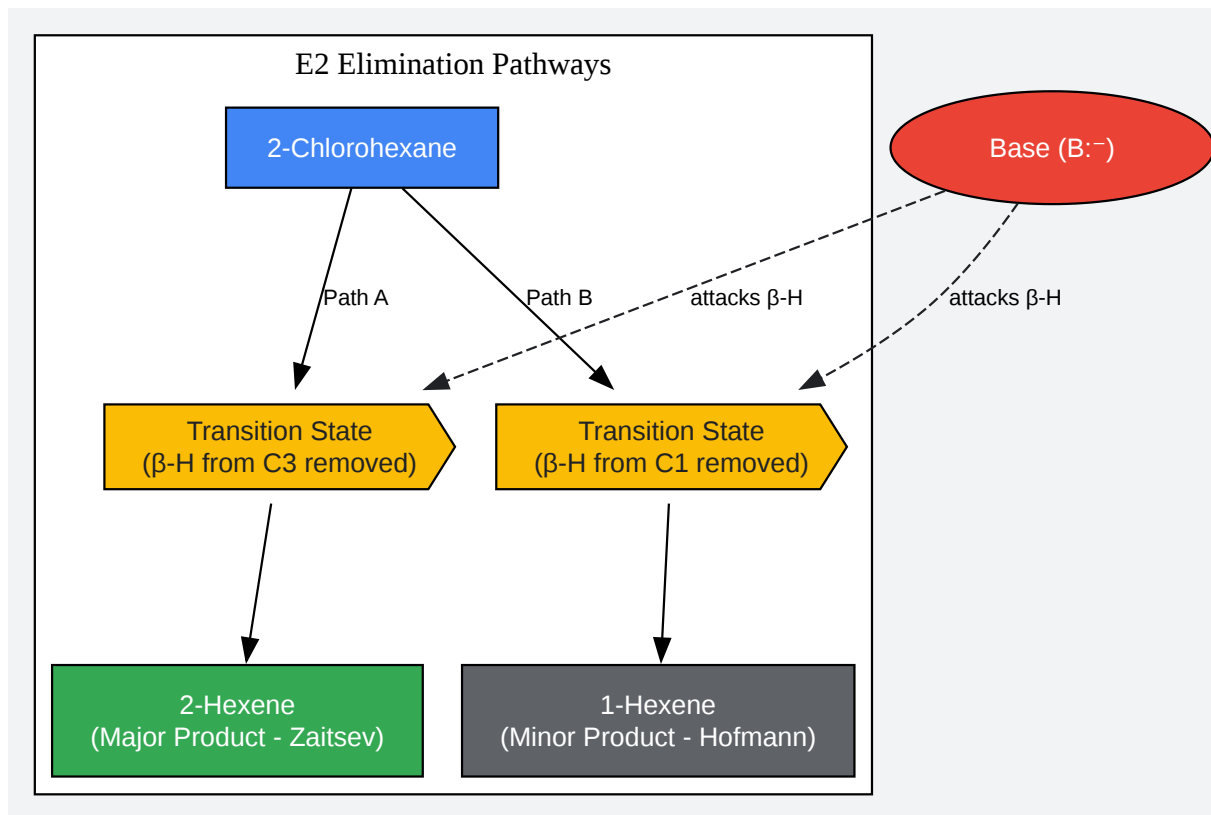 E2 Elimination Pathways
2-Chlorohexane
Base (B:⁻)
Path A
Path B
attacks β-H
attacks β-H
Transition State
(β-H from C3 removed)
Transition State
(β-H from C1 removed)
2-Hexene
(Major Product - Zaitsev)
1-Hexene
(Minor Product - Hofmann)